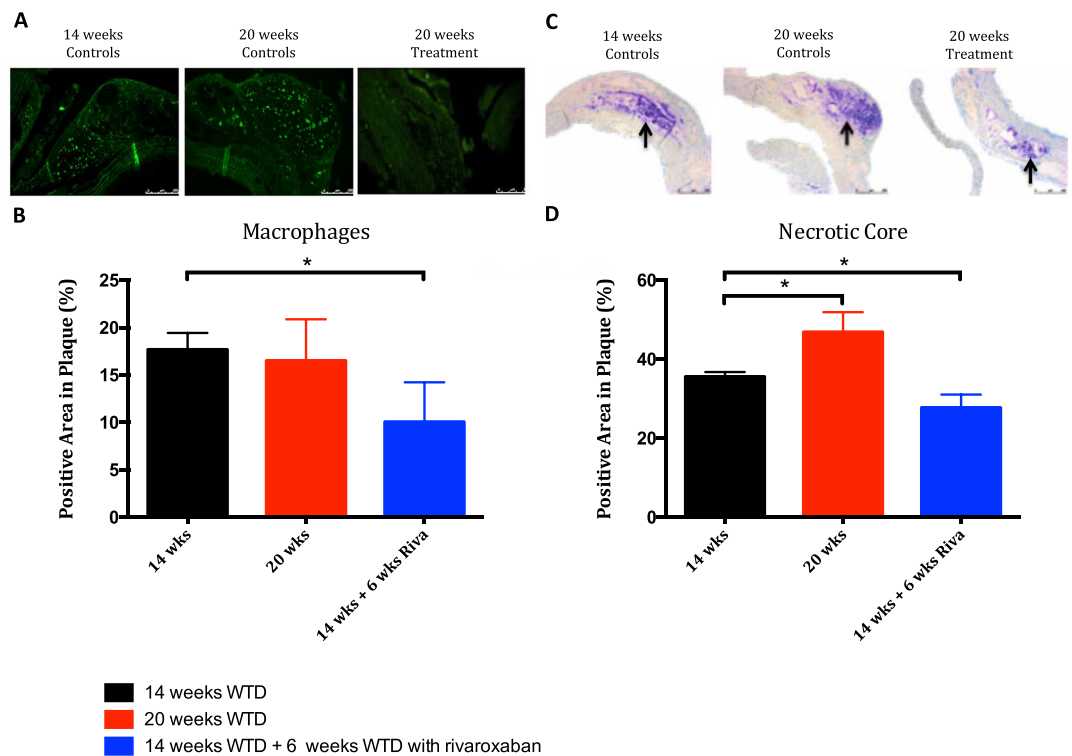 A
14 weeks
Controls
20 weeks
Controls
20 weeks
Treatment
C
14 weeks
Controls
20 weeks
Controls
20 weeks
Treatment
B
Macrophages
*
Positive Area in Plaque (%)
25
20
15
10
5
0
14 wks
20 wks
14 wks + 6 wks Riva
D
Necrotic Core
*
*
Positive Area in Plaque (%)
60
40
20
0
14 wks
20 wks
14 wks + 6 wks Riva
14 weeks WTD
20 weeks WTD
14 weeks WTD + 6 weeks WTD with rivaroxaban